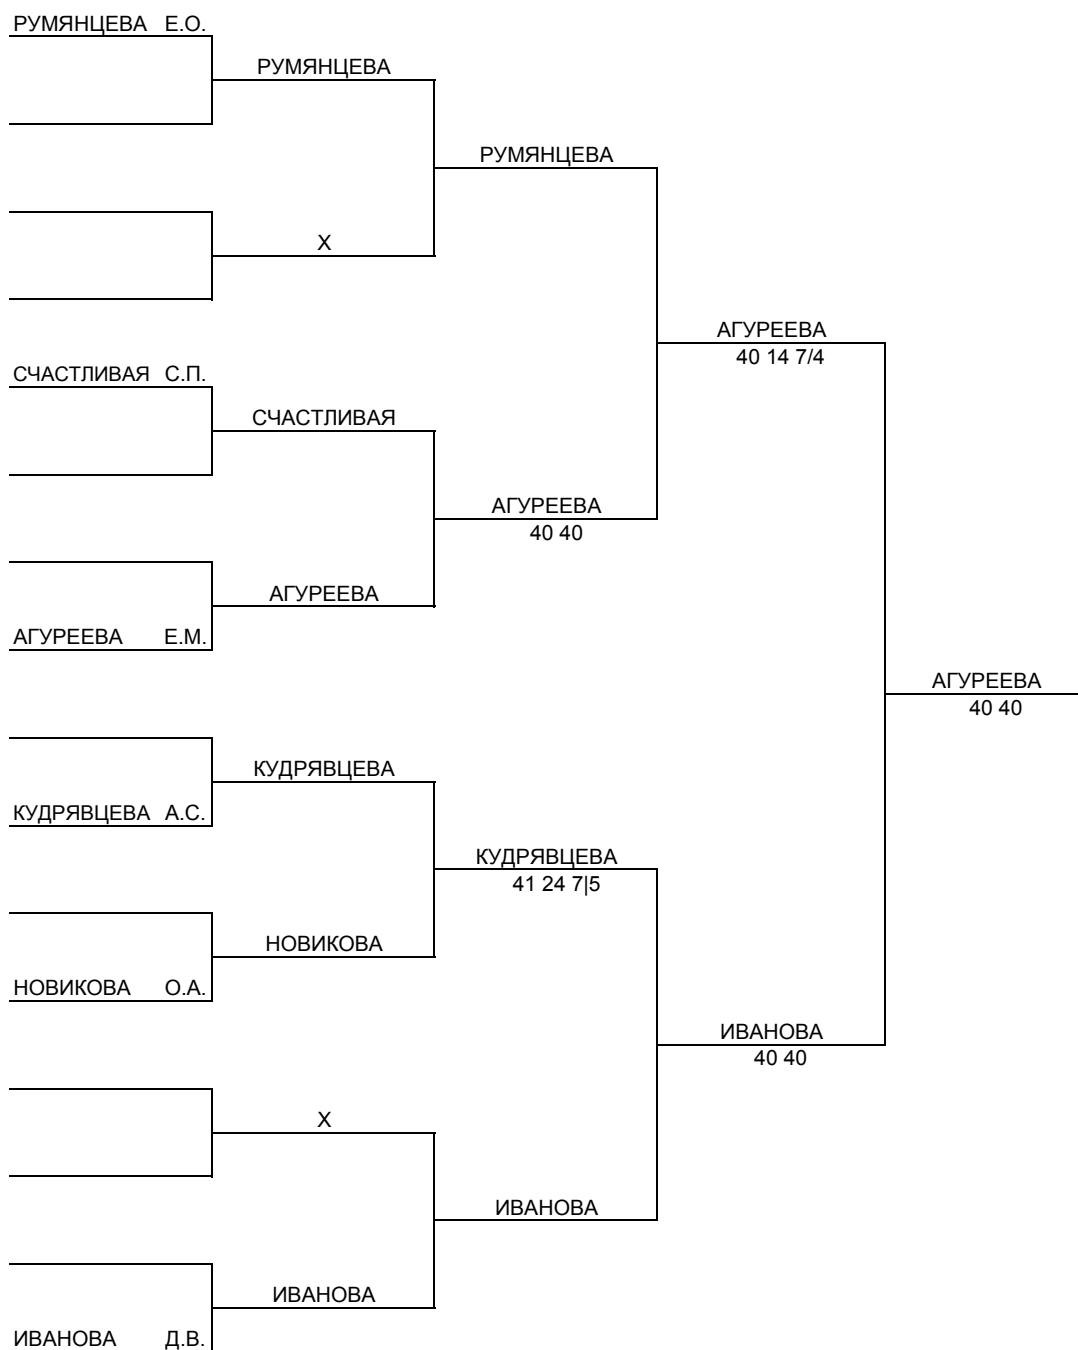 РУМЯНЦЕВА Е.О.
РУМЯНЦЕВА
РУМЯНЦЕВА
Х
АГУРЕЕВА
40 14 7/4
СЧАСТЛИВАЯ С.П.
СЧАСТЛИВАЯ
АГУРЕЕВА
40 40
АГУРЕЕВА
АГУРЕЕВА Е.М.
АГУРЕЕВА
40 40
КУДРЯВЦЕВА
КУДРЯВЦЕВА А.С.
КУДРЯВЦЕВА
41 24 7|5
НОВИКОВА
НОВИКОВА О.А.
ИВАНОВА
40 40
Х
ИВАНОВА
ИВАНОВА
ИВАНОВА Д.В.